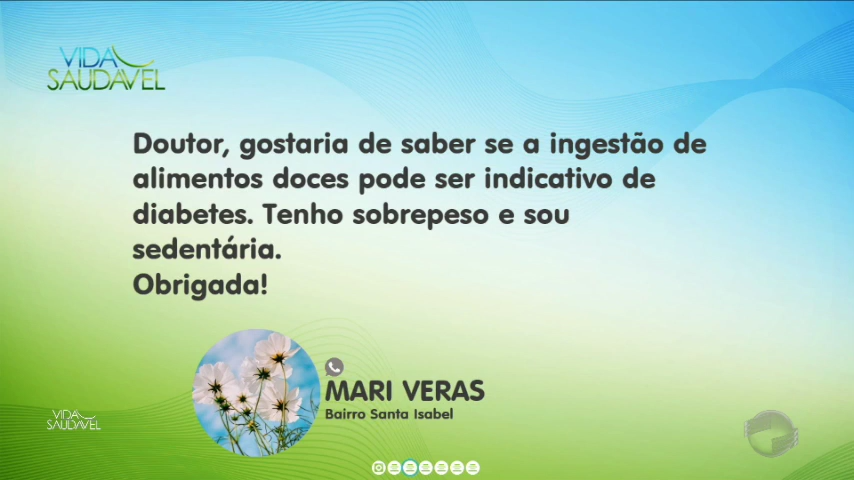 VIDA
SAUDÁVEL
Doutor, gostaria de saber se a ingestão de
alimentos doces pode ser indicativo de
diabetes. Tenho sobrepeso e sou
sedentária.
Obrigada!
MARI VERAS
Bairro Santa Isabel
VIDA
SAUDÁVEL